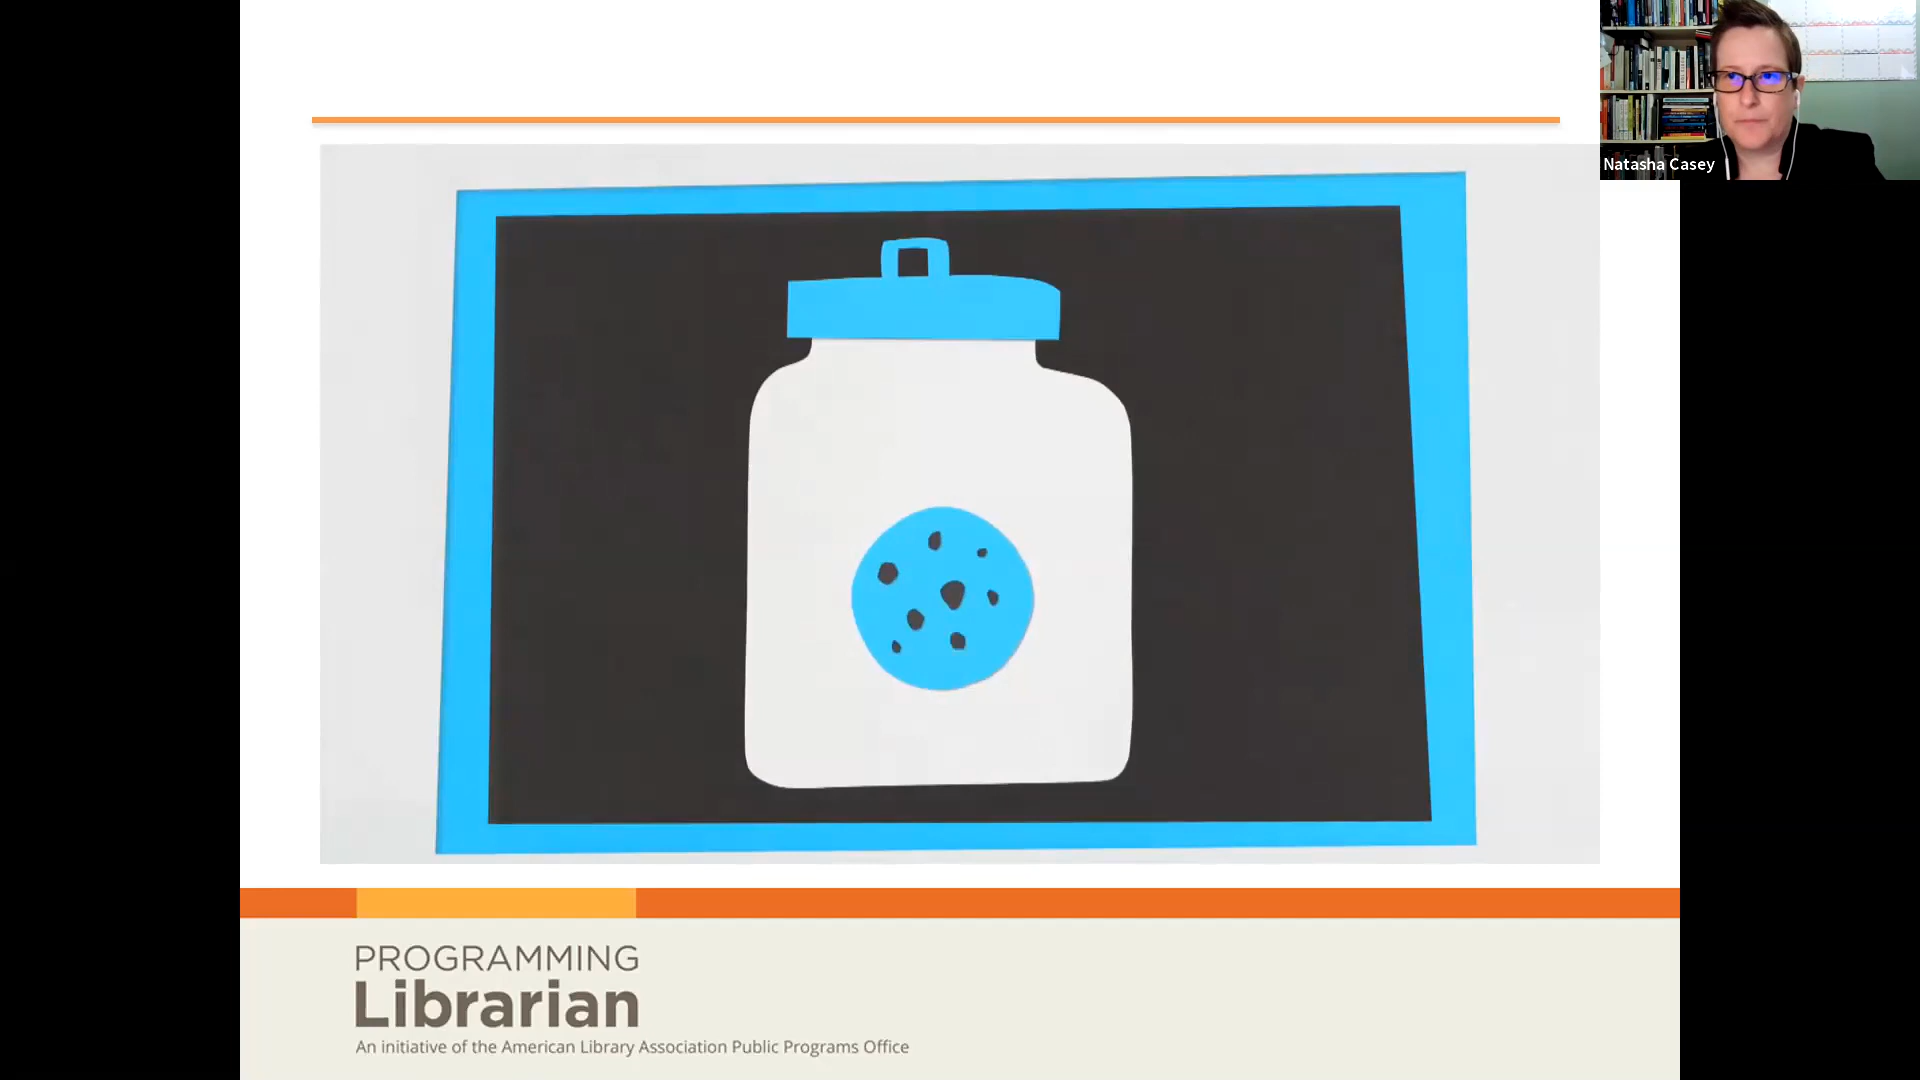 Natasha Casey
PROGRAMMING
Librarian
An initiative of the American Library Association Public Programs Office